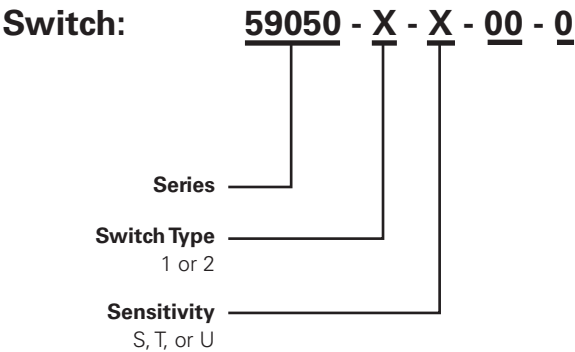 Switch: 59050 - X - X - 00 - 0
Series
Switch Type
1 or 2
Sensitivity
S, T, or U